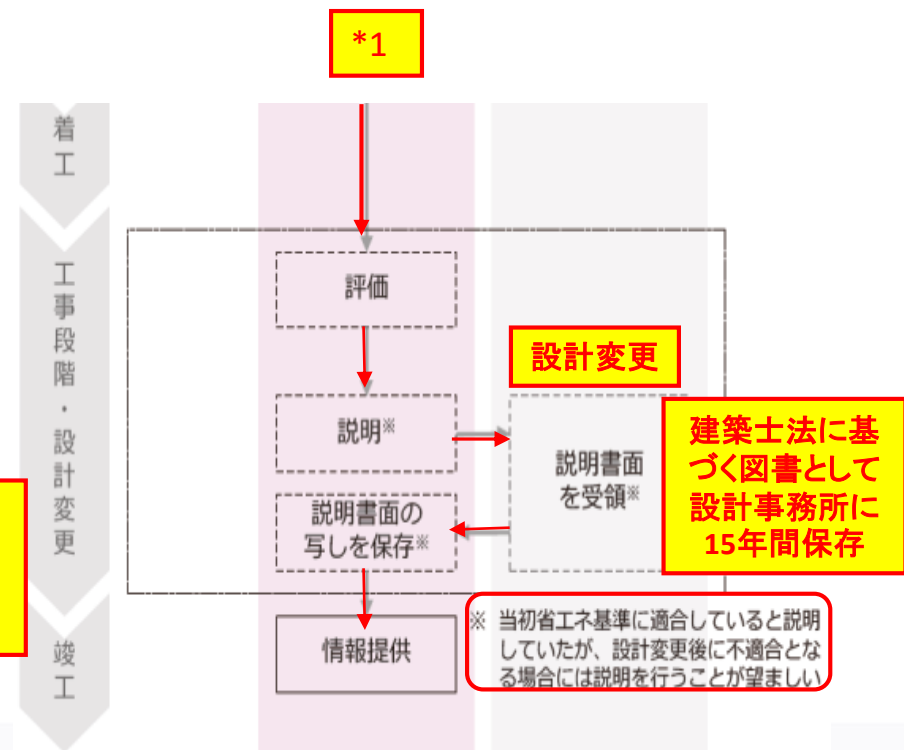 *1
着工
工事段階・設計変更
竣工
評価
説明※
設計変更
説明書面
を受領※
建築士法に基
づく図書として
設計事務所に
15年間保存
説明書面の
写しを保存※
情報提供
※ 当初省エネ基準に適合していると説明
していたが、設計変更後に不適合とな
る場合には説明を行うことが望ましい